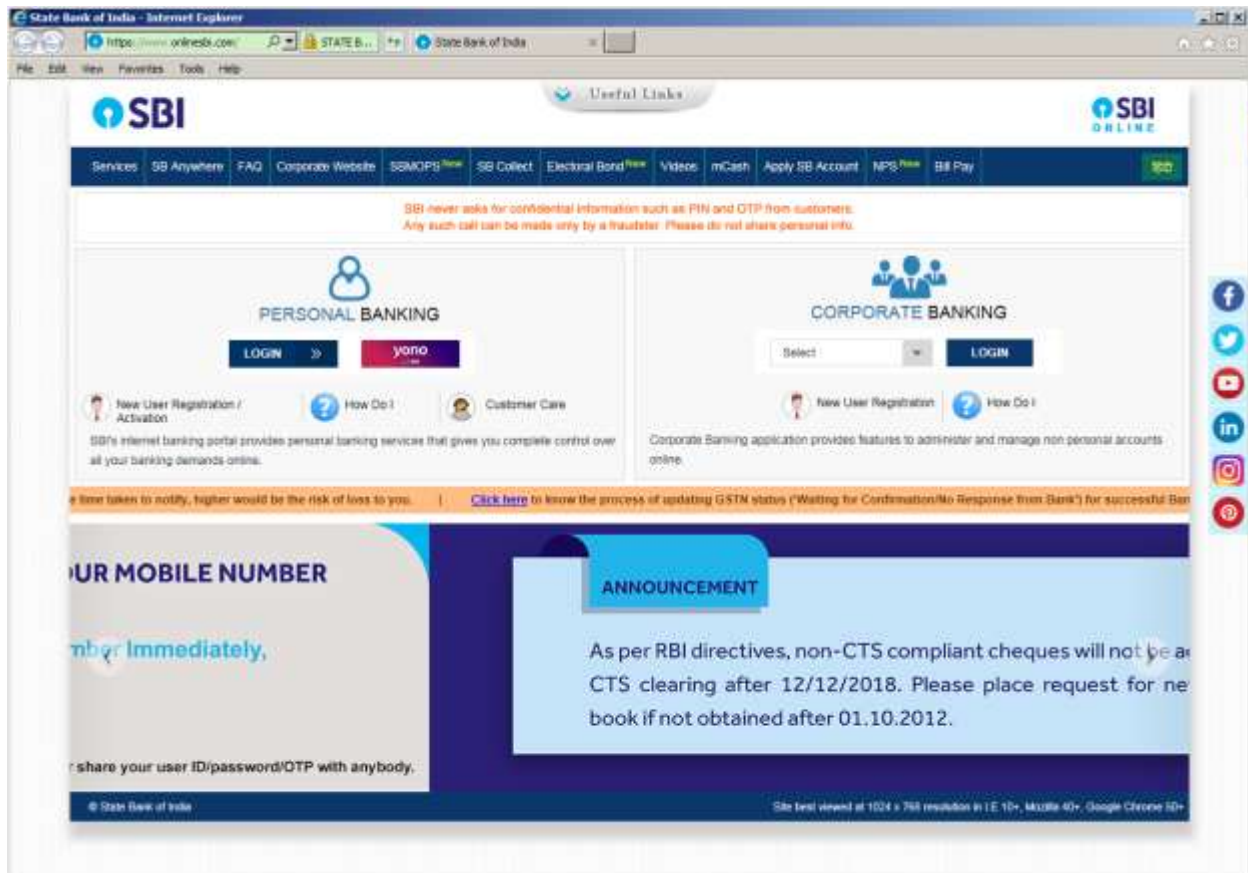 State Bank of India - Internet Explorer
https://www.onlinesbi.com/
STATE B...
State Bank of India
File Edit View Favorites Tools Help
Useful Links
SBI
SBI
ONLINE
Services SB Anywhere FAQ Corporate Website SBMOPS New SB Collect Electoral Bond New Videos mCash Apply SB Account NPS New Bill Pay
SBI never asks for confidential information such as PIN and OTP from customers.
Any such call can be made only by a fraudster. Please do not share personal info.
PERSONAL BANKING
LOGIN »
yono
New User Registration /
Activation
How Do I
Customer Care
SBI's internet banking portal provides personal banking services that gives you complete control over
all your banking demands online.
CORPORATE BANKING
Select
LOGIN
New User Registration
How Do I
Corporate Banking application provides features to administer and manage non personal accounts
online.
e time taken to notify, higher would be the risk of loss to you. | Click here to know the process of updating GSTN status ("Waiting for Confirmation/No Response from Bank") for successful Ban
UR MOBILE NUMBER
mber Immediately,
r share your user ID/password/OTP with anybody.
ANNOUNCEMENT
As per RBI directives, non-CTS compliant cheques will not be a
CTS clearing after 12/12/2018. Please place request for ne
book if not obtained after 01.10.2012.
© State Bank of India
Site best viewed at 1024 x 768 resolution in I.E 10+, Mozilla 40+, Google Chrome 50+